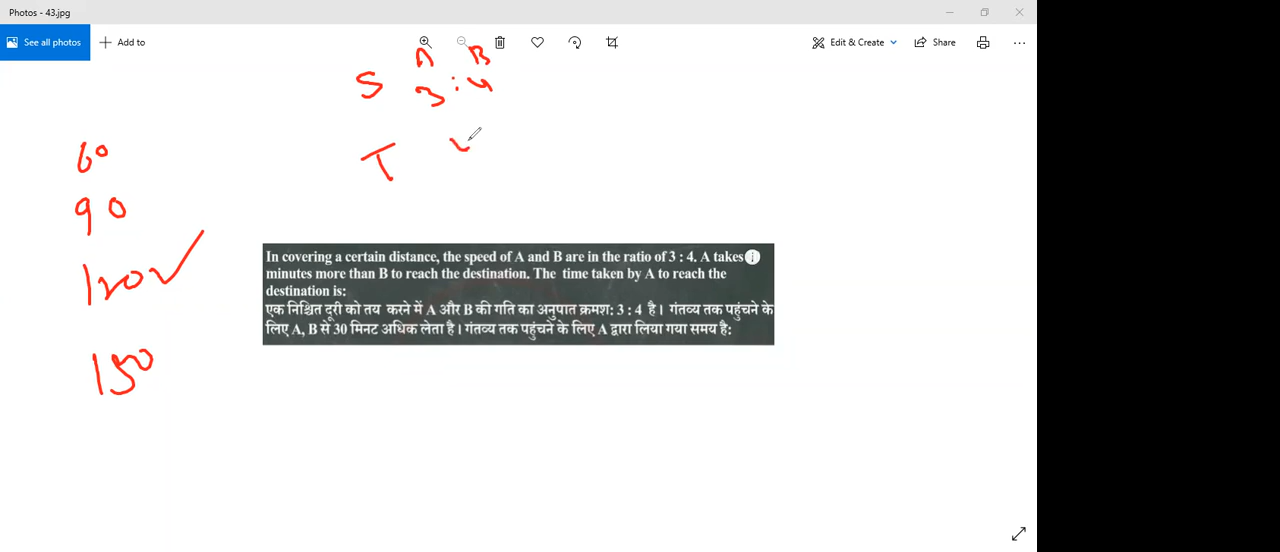 Photos - 43.jpg
See all photos
Add to
Edit & Create
Share
A B
S 3 : 4
T
60
90
120
150
In covering a certain distance, the speed of A and B are in the ratio of 3 : 4. A takes
minutes more than B to reach the destination. The time taken by A to reach the
destination is:
एक निश्चित दूरी को तय करने में A और B की गति का अनुपात क्रमश: 3 : 4 है। गंतव्य तक पहुंचने के
लिए A, B से 30 मिनट अधिक लेता है। गंतव्य तक पहुंचने के लिए A द्वारा लिया गया समय है: